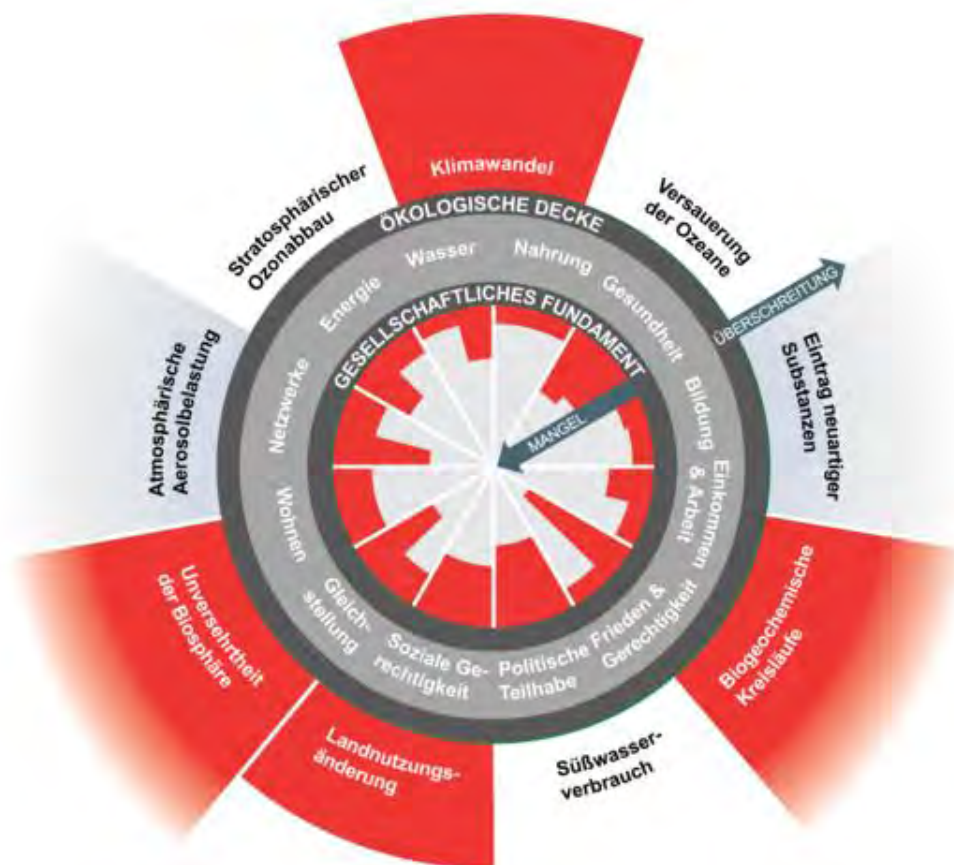 Klimawandel
Versauerung
der Ozeane
ÜBERSCHREITUNG
Eintrag neuartiger
Substanzen
Biogeochemische
Kreisläufe
Süßwasser-
verbrauch
Landnutzungs-
änderung
Unversehrtheit
der Biosphäre
Atmosphärische
Aerosolbelastung
Stratosphärischer
Ozonabbau
ÖKOLOGISCHE DECKE
Wasser
Nahrung
Gesundheit
Bildung
Einkommen
& Arbeit
Frieden &
Gerechtigkeit
Politische
Teilhabe
Soziale Ge-
rechtigkeit
Gleich-
stellung
Wohnen
Netzwerke
Energie
GESELLSCHAFTLICHES FUNDAMENT
MANGEL